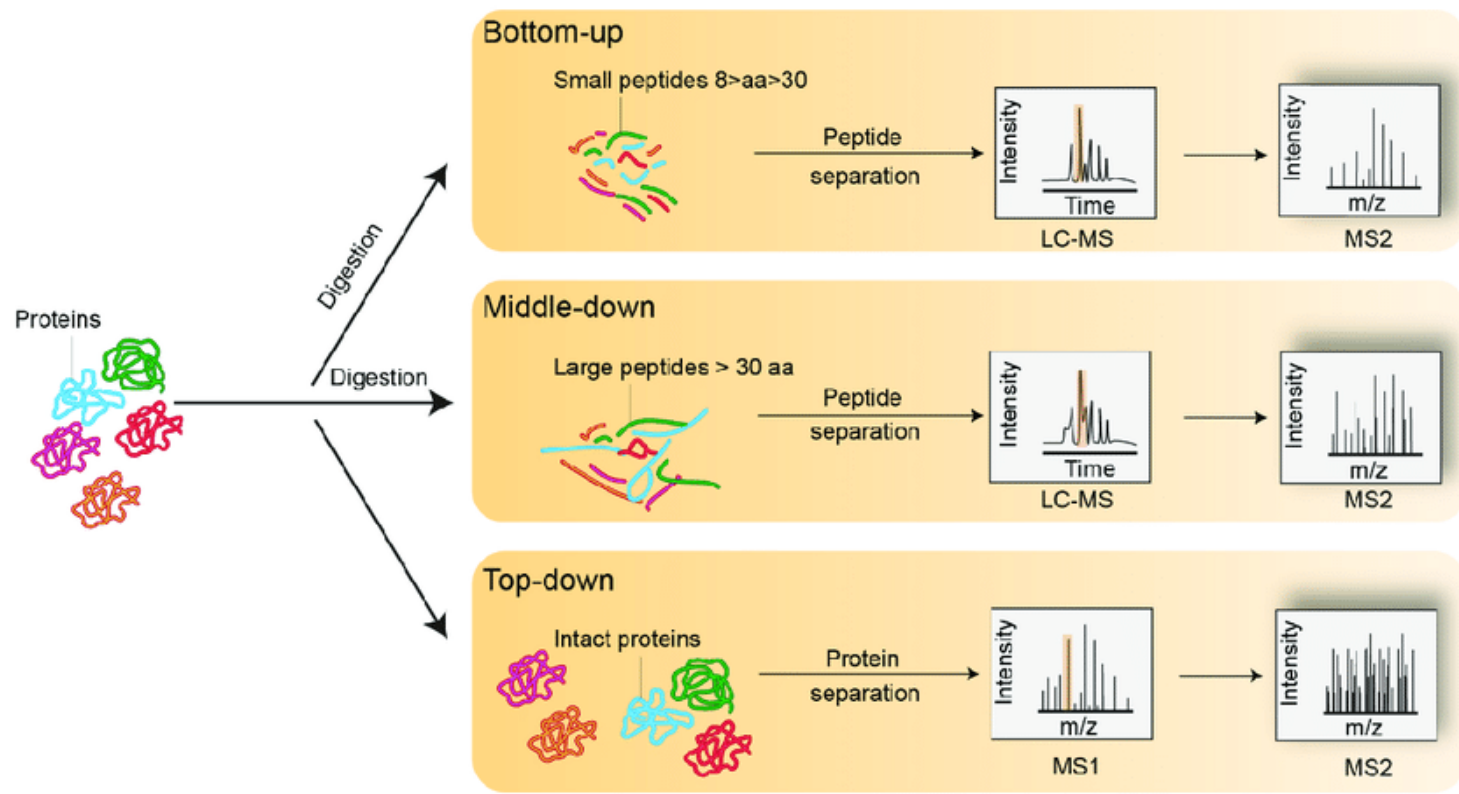 Bottom-up
Small peptides 8>aa>30
Peptide
separation
Intensity
Time
LC-MS
Intensity
m/z
MS2
Digestion
Proteins
Digestion
Middle-down
Large peptides > 30 aa
Peptide
separation
Intensity
Time
LC-MS
Intensity
m/z
MS2
Top-down
Intact proteins
Protein
separation
Intensity
m/z
MS1
Intensity
m/z
MS2